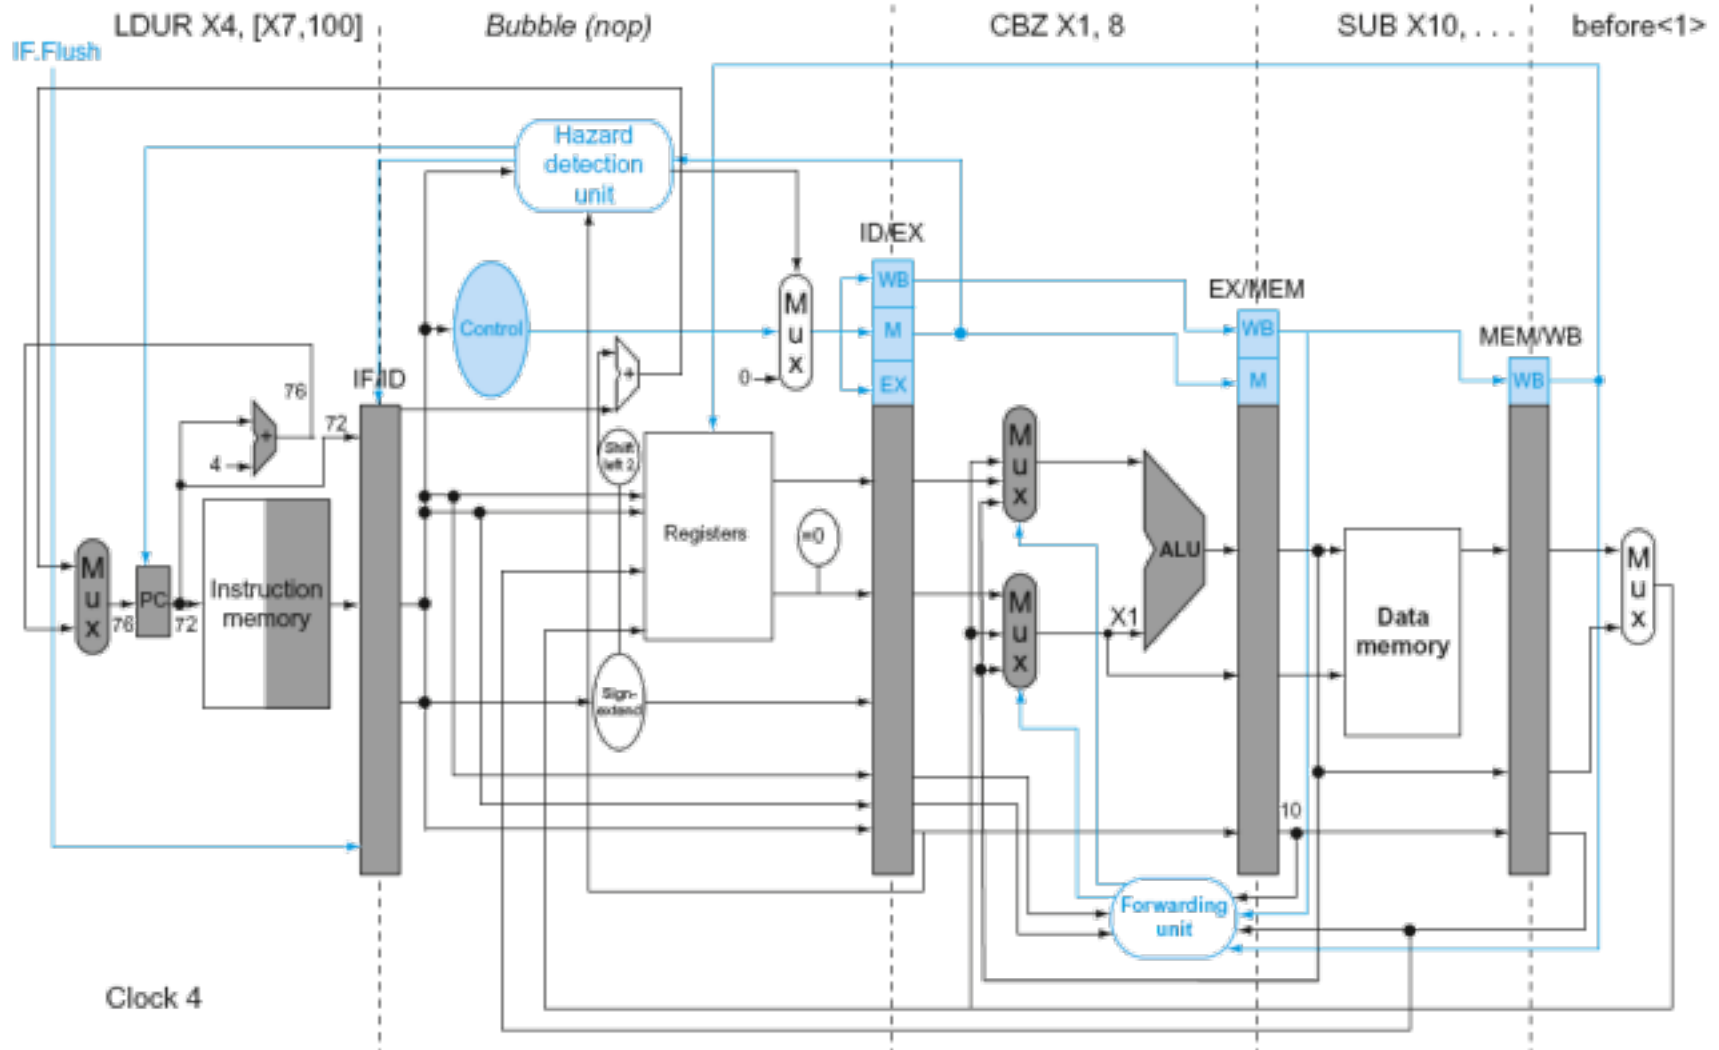 LDUR X4, [X7,100]
Bubble (nop)
CBZ X1, 8
SUB X10, . . .
before<1>
IF.Flush
Hazard
detection
unit
ID/EX
WB
M
EX
Control
M
u
x
0
EX/MEM
WB
M
MEM/WB
WB
IF/ID
76
72
4
+
+
Shift
left 2
Registers
=0
M
u
x
M
u
x
ALU
X1
M
u
x
76
PC
72
Instruction
memory
Data
memory
M
u
x
Sign-
extend
10
Forwarding
unit
Clock 4